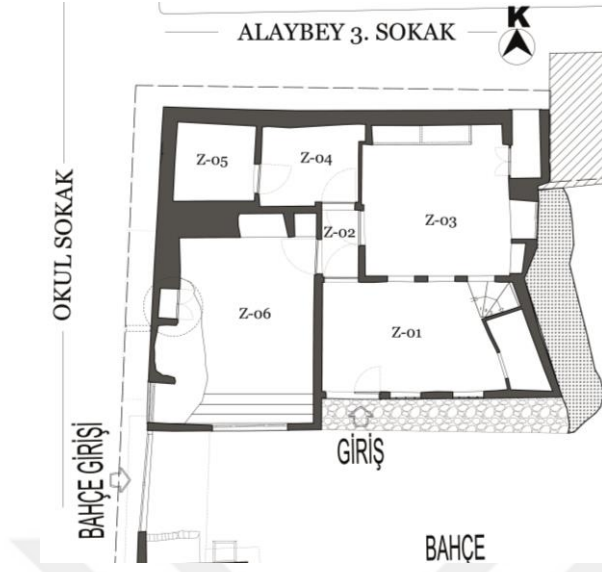 ALAYBEY 3. SOKAK
K
OKUL SOKAK
Z-05
Z-04
Z-02
Z-03
Z-06
Z-01
GİRİŞ
BAHÇE GİRİŞİ
BAHÇE